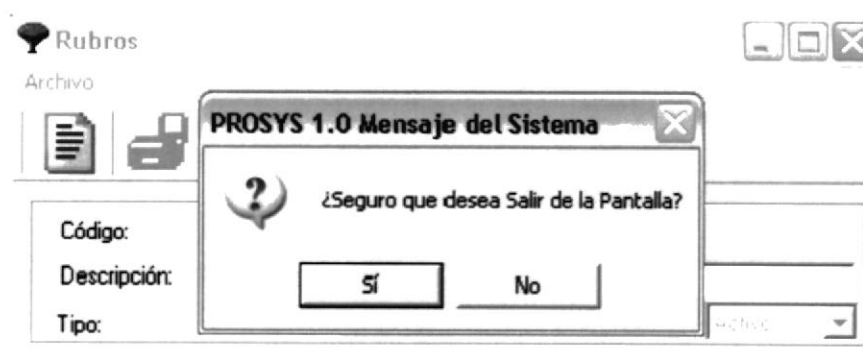 Rubros
Archivo
PROSYS 1.0 Mensaje del Sistema
¿Seguro que desea Salir de la Pantalla?
Código:
Descripción:
Sí No
Tipo:
Activo